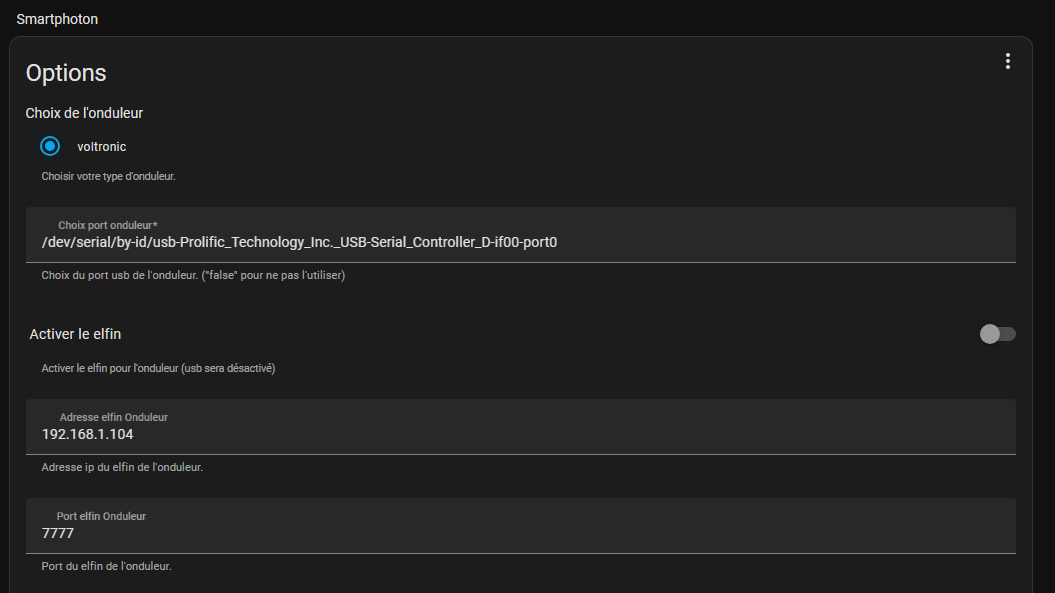 Smartphoton
Options
Choix de l'onduleur
voltronic
Choisir votre type d'onduleur.
Choix port onduleur*
/dev/serial/by-id/usb-Prolific_Technology_Inc._USB-Serial_Controller_D-if00-port0
Choix du port usb de l'onduleur. ("false" pour ne pas l'utiliser)
Activer le elfin
Activer le elfin pour l'onduleur (usb sera désactivé)
Adresse elfin Onduleur
192.168.1.104
Adresse ip du elfin de l'onduleur.
Port elfin Onduleur
7777
Port du elfin de l'onduleur.